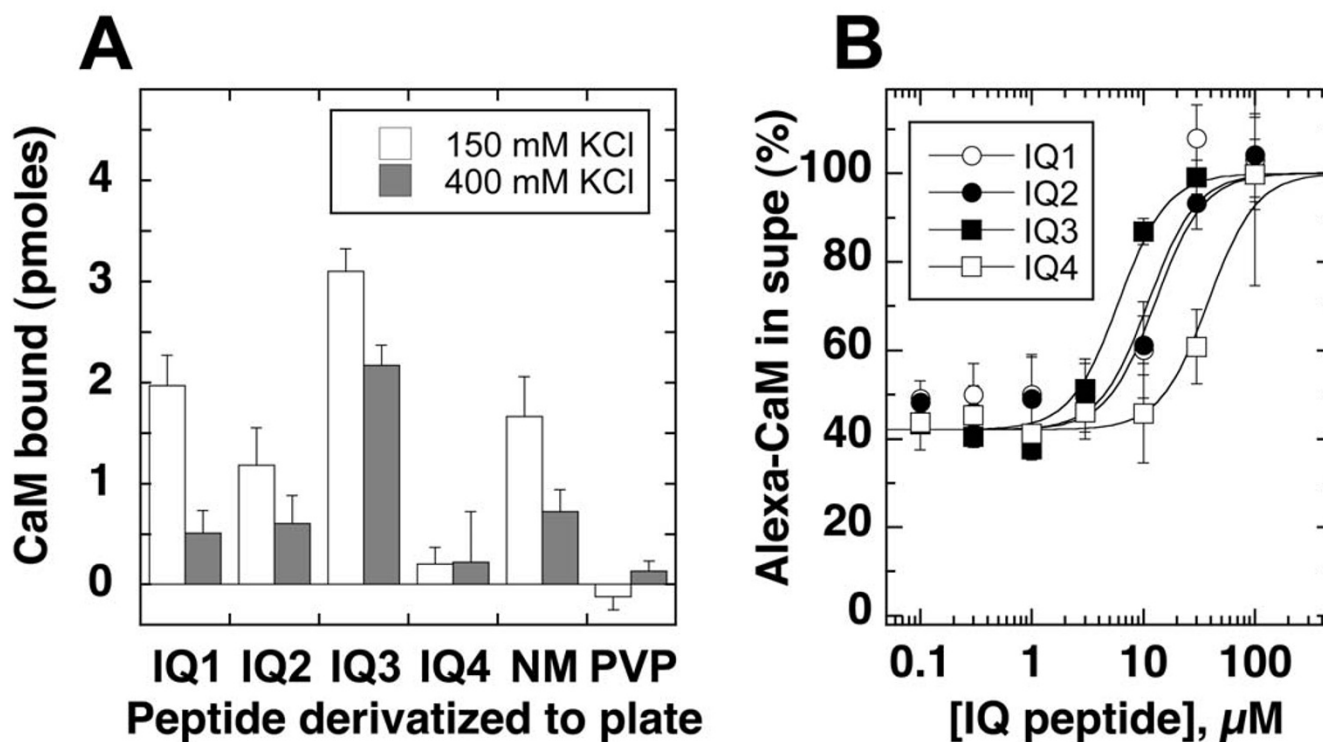 A
CaM bound (pmoles)
4
3
2
1
0
150 mM KCl
400 mM KCl
IQ1 IQ2 IQ3 IQ4 NM PVP
Peptide derivatized to plate
B
Alexa-CaM in supe (%)
100
80
60
40
20
0
IQ1
IQ2
IQ3
IQ4
0.1 1 10 100
[IQ peptide], µM